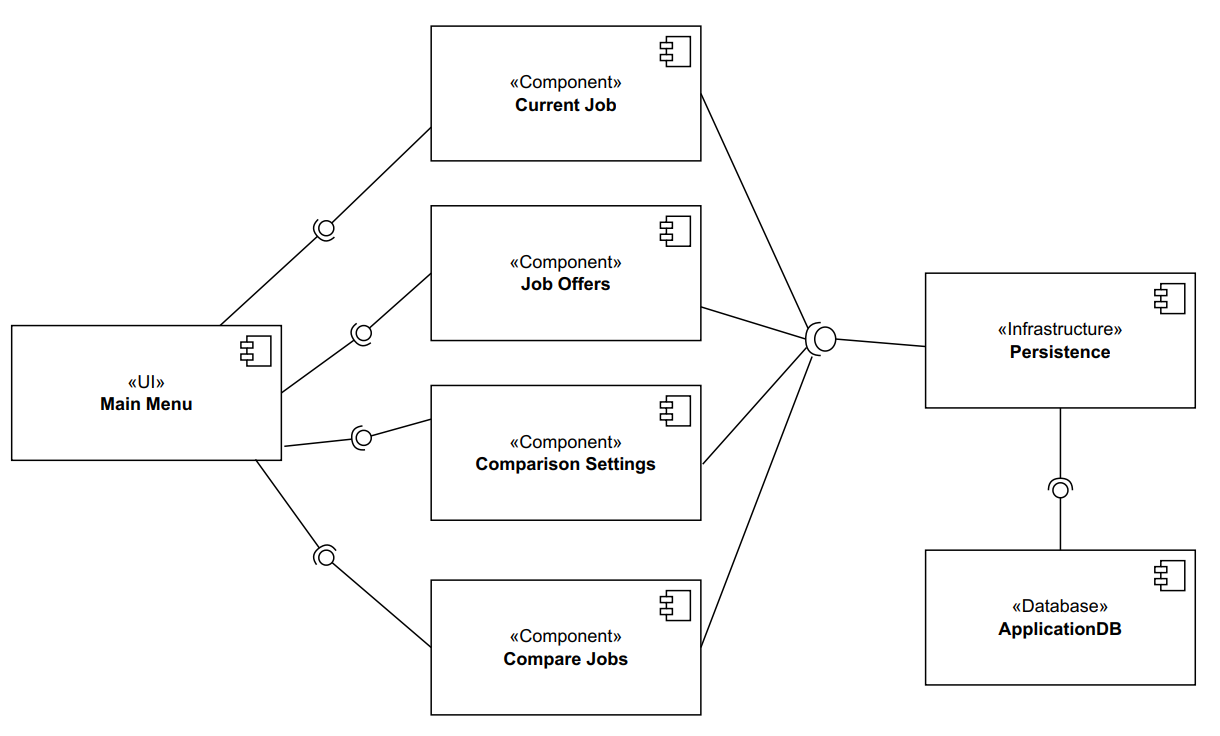 «Component»
Current Job
«Component»
Job Offers
«UI»
Main Menu
«Component»
Comparison Settings
«Component»
Compare Jobs
«Infrastructure»
Persistence
«Database»
ApplicationDB